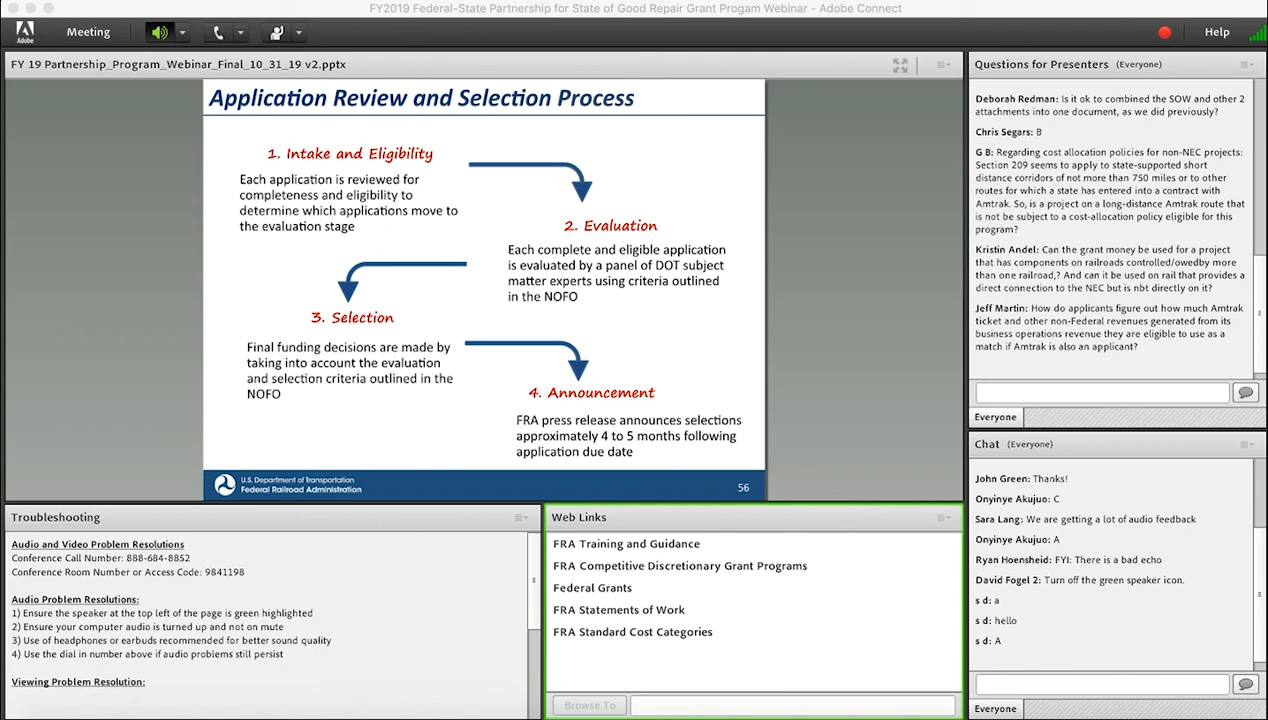 FY2019 Federal-State Partnership for State of Good Repair Grant Progam Webinar - Adobe Connect
Adobe
Meeting
Help
FY 19 Partnership_Program_Webinar_Final_10_31_19 v2.pptx
Application Review and Selection Process
1. Intake and Eligibility
Each application is reviewed for
completeness and eligibility to
determine which applications move to
the evaluation stage
2. Evaluation
Each complete and eligible application
is evaluated by a panel of DOT subject
matter experts using criteria outlined
in the NOFO
3. Selection
Final funding decisions are made by
taking into account the evaluation
and selection criteria outlined in the
NOFO
4. Announcement
FRA press release announces selections
approximately 4 to 5 months following
application due date
U.S. Department of Transportation
Federal Railroad Administration
56
Questions for Presenters (Everyone)
Deborah Redman: Is it ok to combined the SOW and other 2
attachments into one document, as we did previously?
Chris Segars: B
G B: Regarding cost allocation policies for non-NEC projects:
Section 209 seems to apply to state-supported short
distance corridors of not more than 750 miles or to other
routes for which a state has entered into a contract with
Amtrak. So, is a project on a long-distance Amtrak route that
is not be subject to a cost-allocation policy eligible for this
program?
Kristin Andel: Can the grant money be used for a project
that has components on railroads controlled/owedby more
than one railroad,? And can it be used on rail that provides a
direct connection to the NEC but is nbt directly on it?
Jeff Martin: How do applicants figure out how much Amtrak
ticket and other non-Federal revenues generated from its
business operations revenue they are eligible to use as a
match if Amtrak is also an applicant?
Everyone
Chat (Everyone)
John Green: Thanks!
Onyinye Akujuo: C
Sara Lang: We are getting a lot of audio feedback
Onyinye Akujuo: A
Ryan Hoensheid: FYI: There is a bad echo
David Fogel 2: Turn off the green speaker icon.
s d: a
s d: hello
s d: A
Everyone
Troubleshooting
Audio and Video Problem Resolutions
Conference Call Number: 888-684-8852
Conference Room Number or Access Code: 9841198
Audio Problem Resolutions:
1) Ensure the speaker at the top left of the page is green highlighted
2) Ensure your computer audio is turned up and not on mute
3) Use of headphones or earbuds recommended for better sound quality
4) Use the dial in number above if audio problems still persist
Viewing Problem Resolution:
Web Links
FRA Training and Guidance
FRA Competitive Discretionary Grant Programs
Federal Grants
FRA Statements of Work
FRA Standard Cost Categories
Browse To